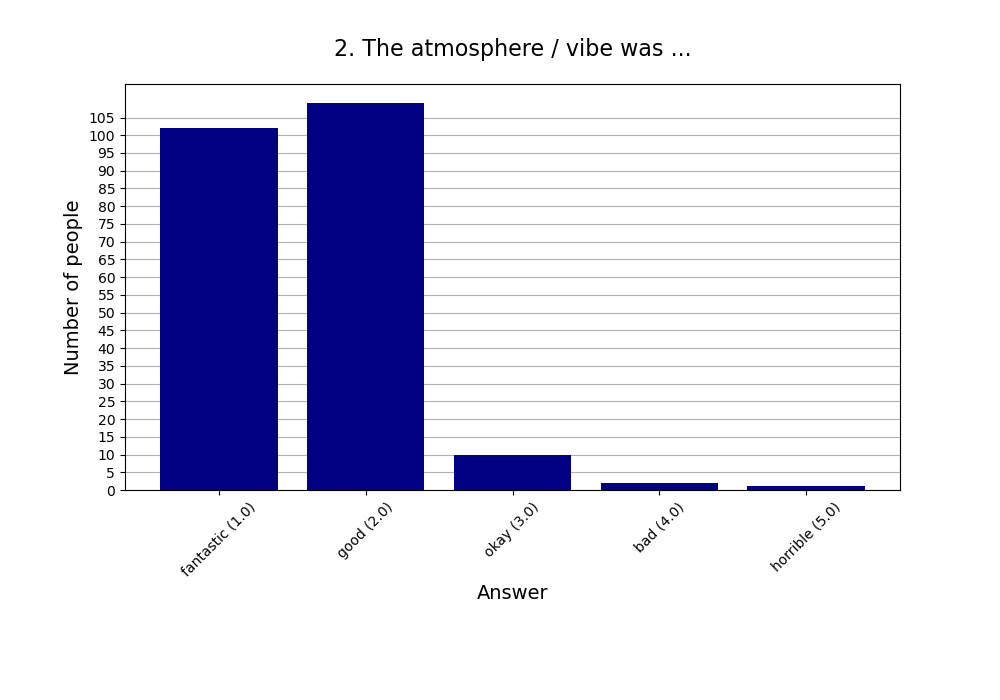 2. The atmosphere / vibe was ...
Number of people
105
100
95
90
85
80
75
70
65
60
55
50
45
40
35
30
25
20
15
10
5
0
fantastic (1.0)
good (2.0)
okay (3.0)
bad (4.0)
horrible (5.0)
Answer